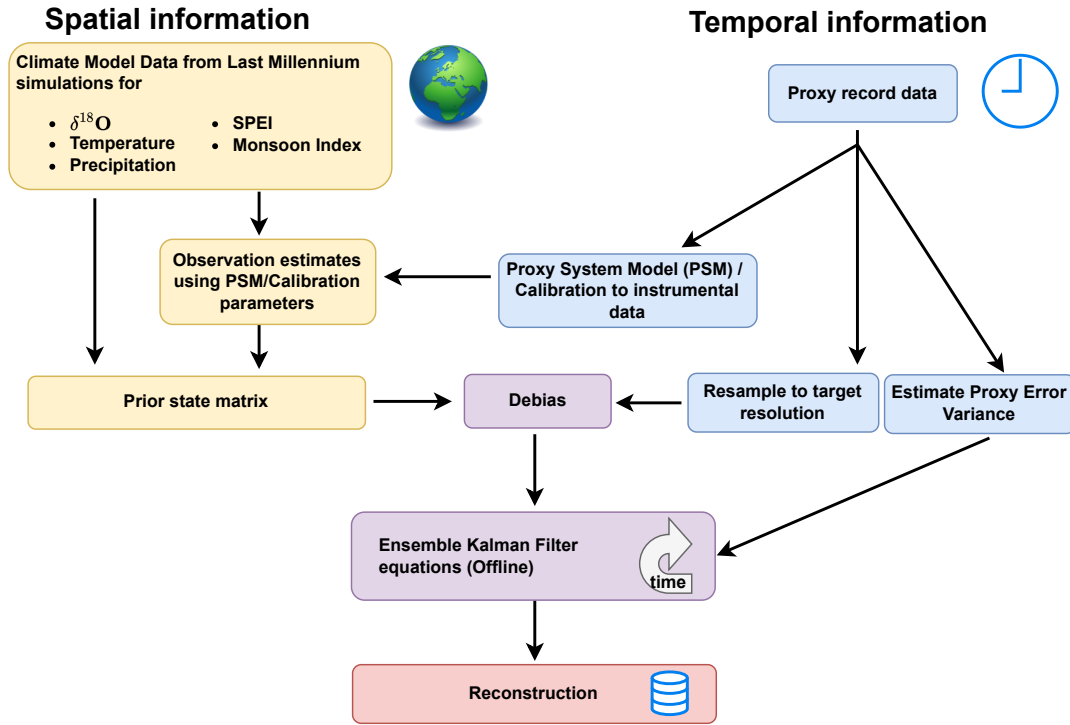 Spatial information
Temporal information
Climate Model Data from Last Millennium
simulations for
• δ¹⁸O
• Temperature
• Precipitation
• SPEI
• Monsoon Index
Proxy record data
Observation estimates
using PSM/Calibration
parameters
Proxy System Model (PSM) /
Calibration to instrumental
data
Prior state matrix
Debias
Resample to target
resolution
Estimate Proxy Error
Variance
Ensemble Kalman Filter
equations (Offline)
time
Reconstruction